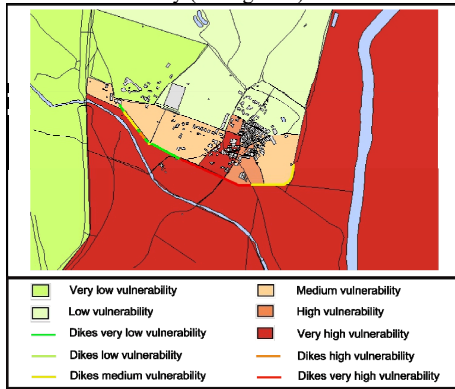 Very low vulnerability
Medium vulnerability
Low vulnerability
High vulnerability
Dikes very low vulnerability
Very high vulnerability
Dikes low vulnerability
Dikes high vulnerability
Dikes medium vulnerability
Dikes very high vulnerability